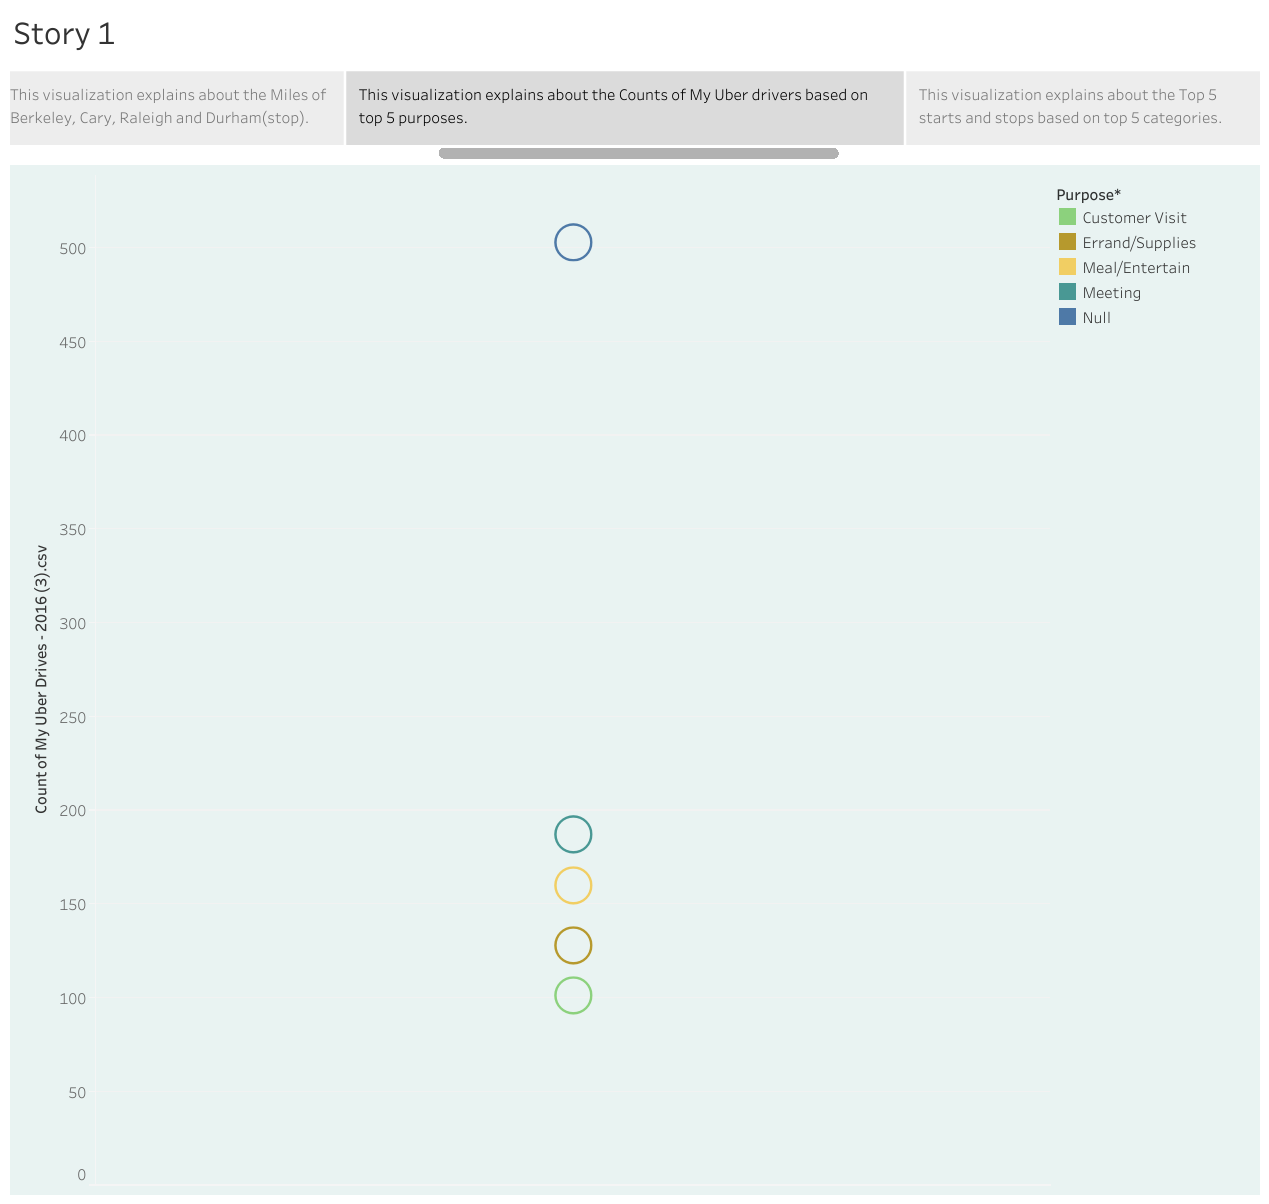 Story 1
This visualization explains about the Miles of
Berkeley, Cary, Raleigh and Durham(stop).
This visualization explains about the Counts of My Uber drivers based on
top 5 purposes.
This visualization explains about the Top 5
starts and stops based on top 5 categories.
Purpose*
Customer Visit
Errand/Supplies
Meal/Entertain
Meeting
Null
Count of My Uber Drives - 2016 (3).csv
500
450
400
350
300
250
200
150
100
50
0